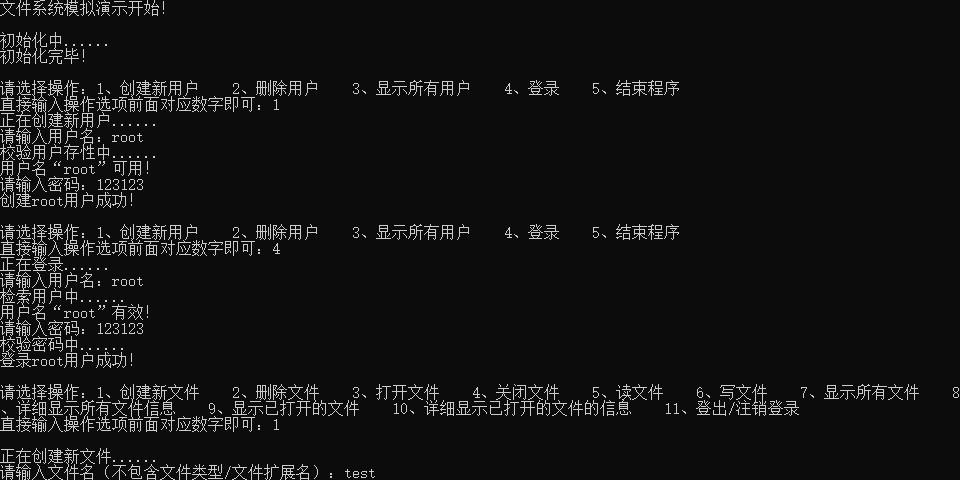 文件系统模拟演示开始!
初始化中......
初始化完毕!
请选择操作: 1、创建新用户 2、删除用户 3、显示所有用户 4、登录 5、结束程序
直接输入操作选项前面对应数字即可: 1
正在创建新用户......
请输入用户名: root
校验用户存性中......
用户名“root”可用!
请输入密码: 123123
创建root用户成功!
请选择操作: 1、创建新用户 2、删除用户 3、显示所有用户 4、登录 5、结束程序
直接输入操作选项前面对应数字即可: 4
正在登录......
请输入用户名: root
检索用户中......
用户名“root”有效!
请输入密码: 123123
校验密码中......
登录root用户成功!
请选择操作: 1、创建新文件 2、删除文件 3、打开文件 4、关闭文件 5、读文件 6、写文件 7、显示所有文件 8
、详细显示所有文件信息 9、显示已打开的文件 10、详细显示已打开的文件的信息 11、登出/注销登录
直接输入操作选项前面对应数字即可: 1
正在创建新文件......
请输入文件名（不包含文件类型/文件扩展名）: test